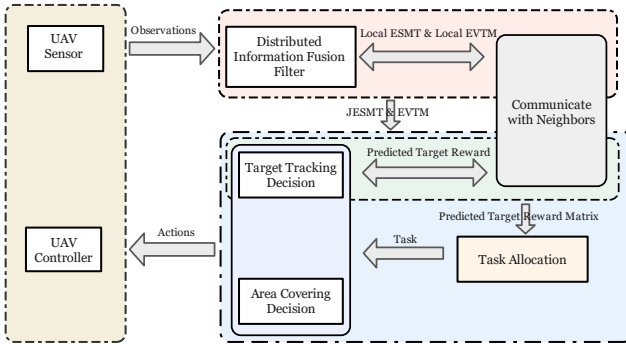 UAV
Sensor
Observations
Distributed
Information Fusion
Filter
Local ESMT & Local EVTM
Communicate
with Neighbors
JESMT & EVTM
Target Tracking
Decision
Predicted Target Reward
Predicted Target Reward Matrix
UAV
Controller
Actions
Task
Task Allocation
Area Covering
Decision